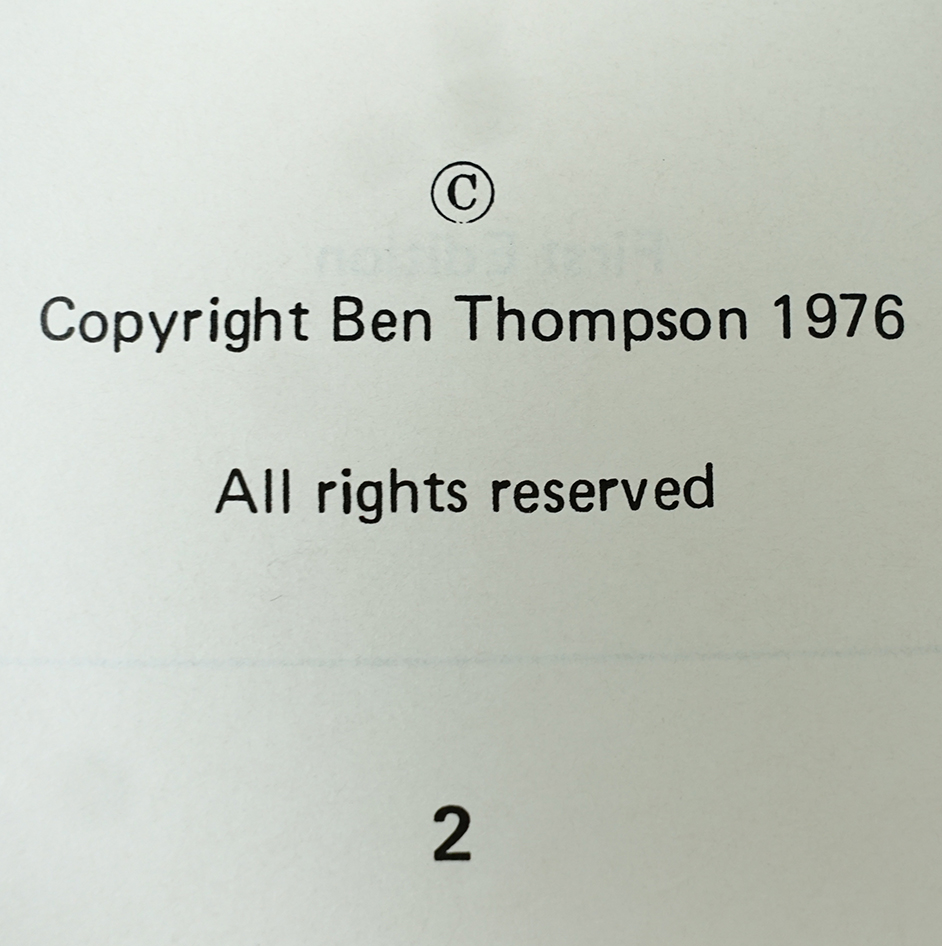 ©
Copyright Ben Thompson 1976
All rights reserved
2